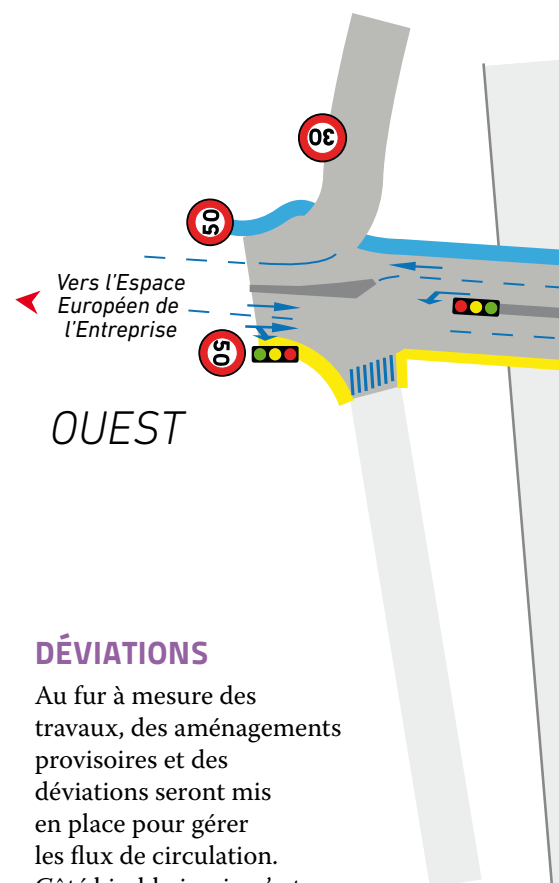 30
50
Vers l'Espace
Européen de
l'Entreprise
50
OUEST
DÉVIATIONS
Au fur à mesure des
travaux, des aménagements
provisoires et des
déviations seront mis
en place pour gérer
les flux de circulation.